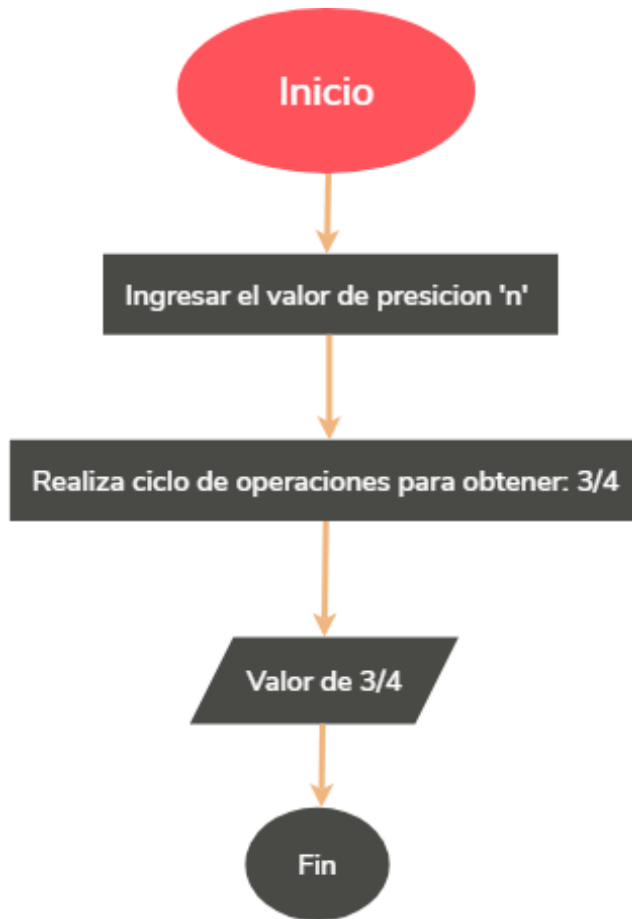 Inicio
Ingresar el valor de presicion 'n'
Realiza ciclo de operaciones para obtener: 3/4
Valor de 3/4
Fin